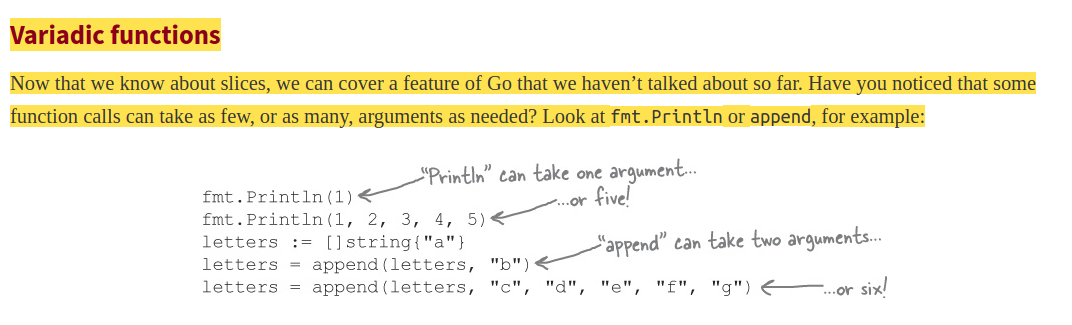 Variadic functions
Now that we know about slices, we can cover a feature of Go that we haven’t talked about so far. Have you noticed that some
function calls can take as few, or as many, arguments as needed? Look at fmt.Println or append, for example:
“Println” can take one argument...
fmt.Println(1)
...or five!
fmt.Println(1, 2, 3, 4, 5)
letters := []string{"a"}
“append” can take two arguments...
letters = append(letters, "b")
letters = append(letters, "c", "d", "e", "f", "g")
...or six!